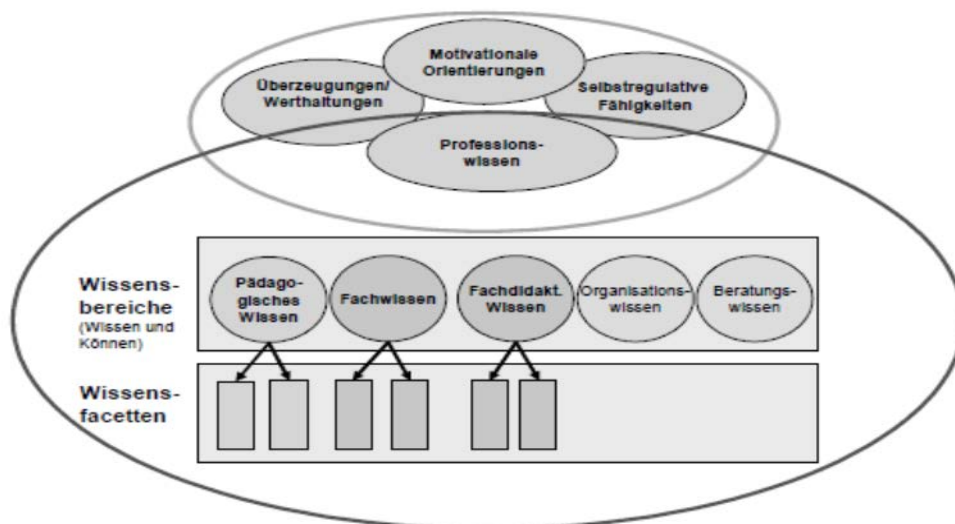 Motivationale
Orientierungen
Überzeugungen/
Werthaltungen
Selbstregulative
Fähigkeiten
Professions-
wissen
Wissens-
bereiche
(Wissen und
Können)
Pädago-
gisches
Wissen
Fachwissen
Fachdidakt.
Wissen
Organisations-
wissen
Beratungs-
wissen
Wissens-
facetten